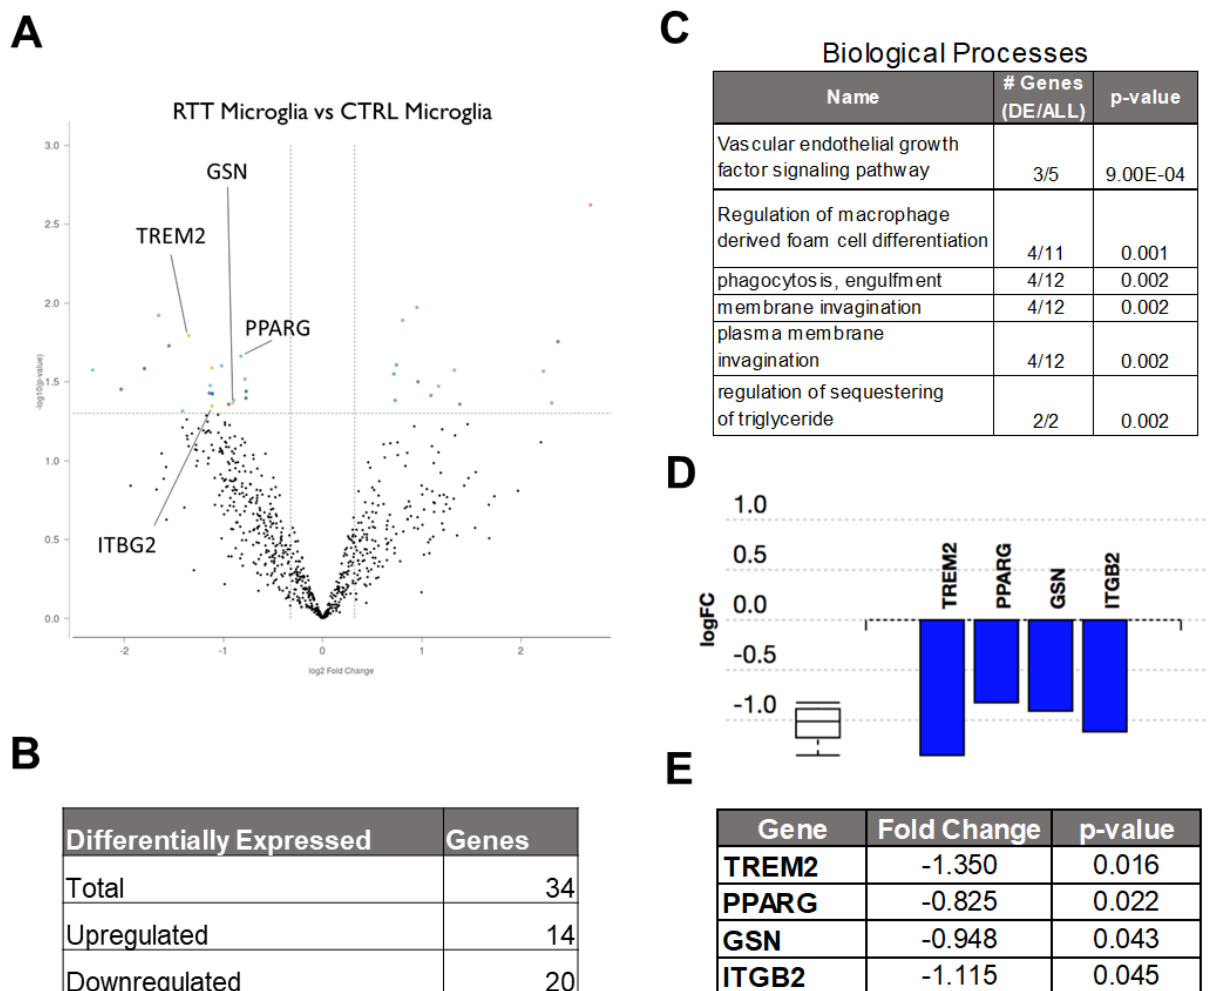 A
RTT Microglia vs CTRL Microglia
3.0
2.5
2.0
1.5
1.0
0.5
0.0
-log10(p-value)
GSN
TREM2
PPARG
ITBG2
-2 -1 0 1 2
log2 Fold Change
B
Differentially Expressed Genes
Total 34
Upregulated 14
Downregulated 20
C
Biological Processes
Name # Genes (DE/ALL) p-value
Vascular endothelial growth
factor signaling pathway 3/5 9.00E-04
Regulation of macrophage
derived foam cell differentiation 4/11 0.001
phagocytosis, engulfment 4/12 0.002
membrane invagination 4/12 0.002
plasma membrane
invagination 4/12 0.002
regulation of sequestering
of triglyceride 2/2 0.002
D
1.0
0.5
0.0
-0.5
-1.0
logFC
TREM2
PPARG
GSN
ITGB2
E
Gene Fold Change p-value
TREM2 -1.350 0.016
PPARG -0.825 0.022
GSN -0.948 0.043
ITGB2 -1.115 0.045